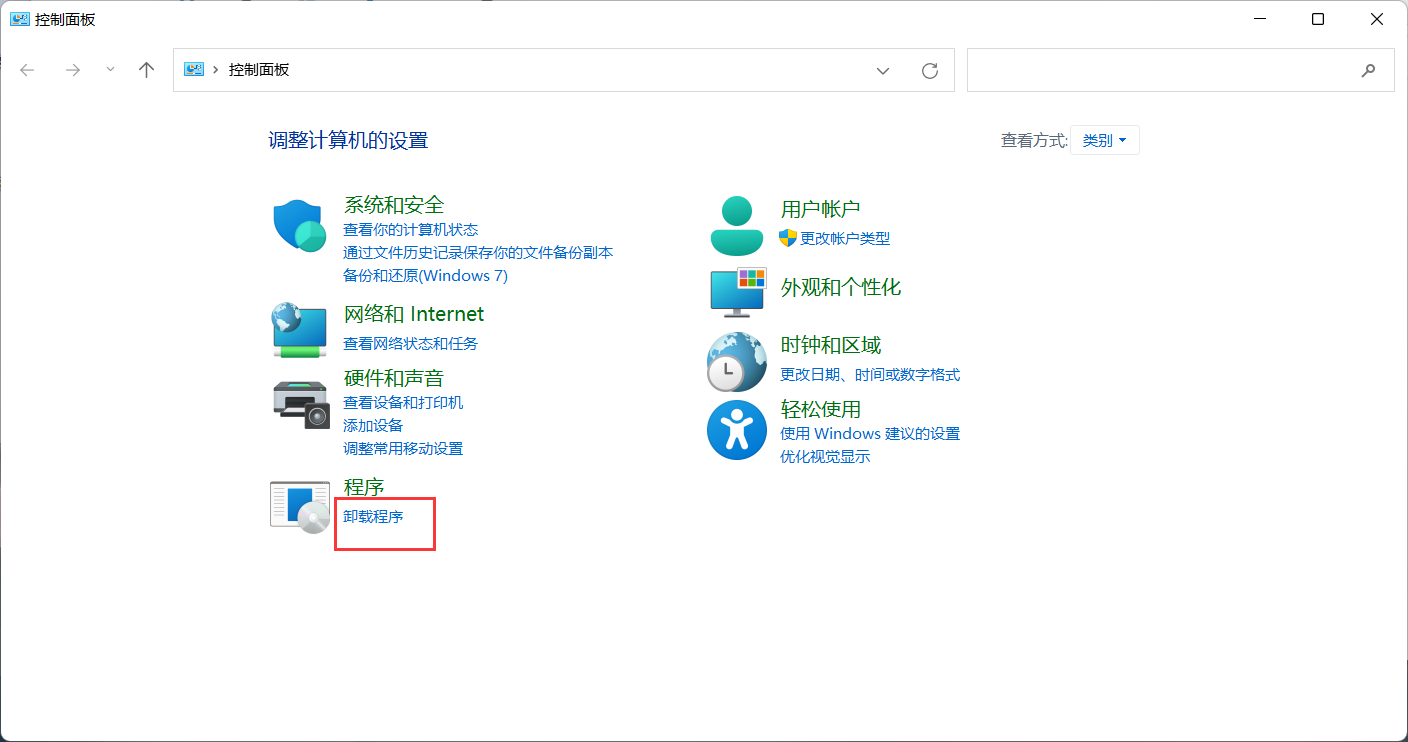 控制面板
控制面板
调整计算机的设置
查看方式: 类别
系统和安全
查看你的计算机状态
通过文件历史记录保存你的文件备份副本
备份和还原(Windows 7)
网络和 Internet
查看网络状态和任务
硬件和声音
查看设备和打印机
添加设备
调整常用移动设置
程序
卸载程序
用户帐户
更改帐户类型
外观和个性化
时钟和区域
更改日期、时间或数字格式
轻松使用
使用 Windows 建议的设置
优化视觉显示